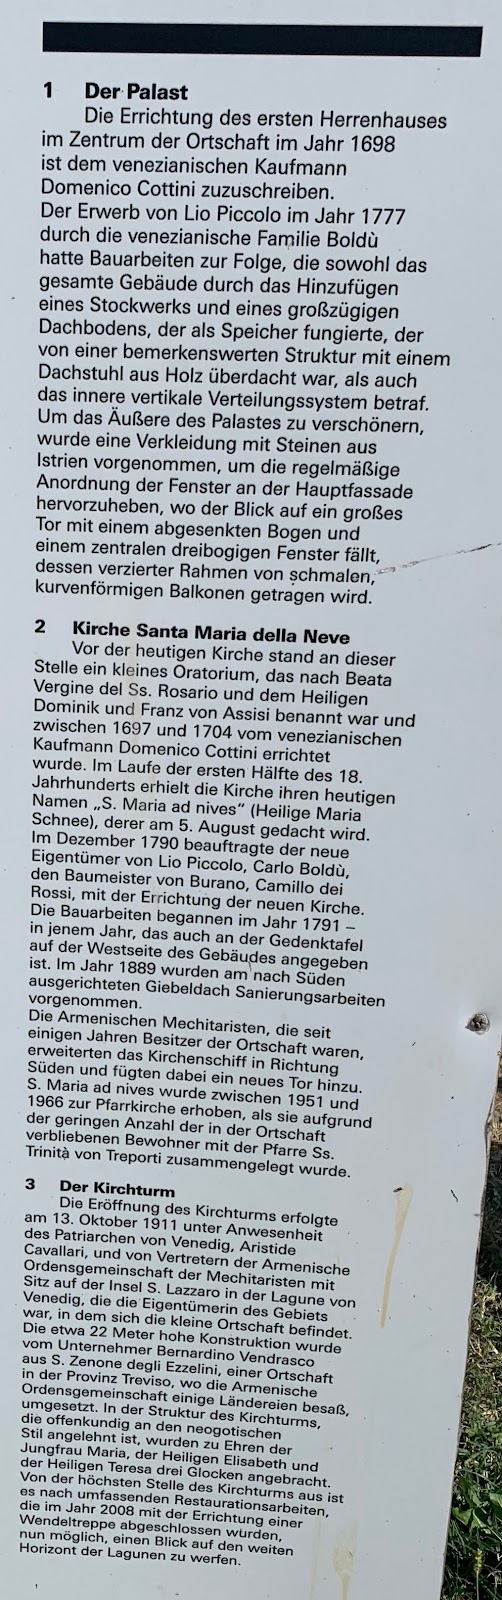 1 Der Palast
Die Errichtung des ersten Herrenhauses
im Zentrum der Ortschaft im Jahr 1698
ist dem venezianischen Kaufmann
Domenico Cottini zuzuschreiben.
Der Erwerb von Lio Piccolo im Jahr 1777
durch die venezianische Familie Boldù
hatte Bauarbeiten zur Folge, die sowohl das
gesamte Gebäude durch das Hinzufügen
eines Stockwerks und eines großzügigen
Dachbodens, der als Speicher fungierte, der
von einer bemerkenswerten Struktur mit einem
Dachstuhl aus Holz überdacht war, als auch
das innere vertikale Verteilungssystem betraf.
Um das Äußere des Palastes zu verschönern,
wurde eine Verkleidung mit Steinen aus
Istrien vorgenommen, um die regelmäßige
Anordnung der Fenster an der Hauptfassade
hervorzuheben, wo der Blick auf ein großes
Tor mit einem abgesenkten Bogen und
einem zentralen dreibogigen Fenster fällt,
dessen verzierter Rahmen von schmalen,
kurvenförmigen Balkonen getragen wird.
2 Kirche Santa Maria della Neve
Vor der heutigen Kirche stand an dieser
Stelle ein kleines Oratorium, das nach Beata
Vergine del Ss. Rosario und dem Heiligen
Dominik und Franz von Assisi benannt war und
zwischen 1697 und 1704 vom venezianischen
Kaufmann Domenico Cottini errichtet
wurde. Im Laufe der ersten Hälfte des 18.
Jahrhunderts erhielt die Kirche ihren heutigen
Namen „S. Maria ad nives“ (Heilige Maria
Schnee), derer am 5. August gedacht wird.
Im Dezember 1790 beauftragte der neue
Eigentümer von Lio Piccolo, Carlo Boldù,
den Baumeister von Burano, Camillo dei
Rossi, mit der Errichtung der neuen Kirche.
Die Bauarbeiten begannen im Jahr 1791 –
in jenem Jahr, das auch an der Gedenktafel
auf der Westseite des Gebäudes angegeben
ist. Im Jahr 1889 wurden am nach Süden
ausgerichteten Giebeldach Sanierungsarbeiten
vorgenommen.
Die Armenischen Mechitaristen, die seit
einigen Jahren Besitzer der Ortschaft waren,
erweiterten das Kirchenschiff in Richtung
Süden und fügten dabei ein neues Tor hinzu.
S. Maria ad nives wurde zwischen 1951 und
1966 zur Pfarrkirche erhoben, als sie aufgrund
der geringen Anzahl der in der Ortschaft
verbliebenen Bewohner mit der Pfarre Ss.
Trinità von Treporti zusammengelegt wurde.
3 Der Kirchturm
Die Eröffnung des Kirchturms erfolgte
am 13. Oktober 1911 unter Anwesenheit
des Patriarchen von Venedig, Aristide
Cavallari, und von Vertretern der Armenische
Ordensgemeinschaft der Mechitaristen mit
Sitz auf der Insel S. Lazzaro in der Lagune von
Venedig, die die Eigentümerin des Gebiets
war, in dem sich die kleine Ortschaft befindet.
Die etwa 22 Meter hohe Konstruktion wurde
vom Unternehmer Bernardino Vendrasco
aus S. Zenone degli Ezzelini, einer Ortschaft
in der Provinz Treviso, wo die Armenische
Ordensgemeinschaft einige Ländereien besaß,
umgesetzt. In der Struktur des Kirchturms,
die offenkundig an den neogotischen
Stil angelehnt ist, wurden zu Ehren der
Jungfrau Maria, der Heiligen Elisabeth und
der Heiligen Teresa drei Glocken angebracht.
Von der höchsten Stelle des Kirchturms aus ist
es nach umfassenden Restaurationsarbeiten,
die im Jahr 2008 mit der Errichtung einer
Wendeltreppe abgeschlossen wurden,
nun möglich, einen Blick auf den weiten
Horizont der Lagunen zu werfen.